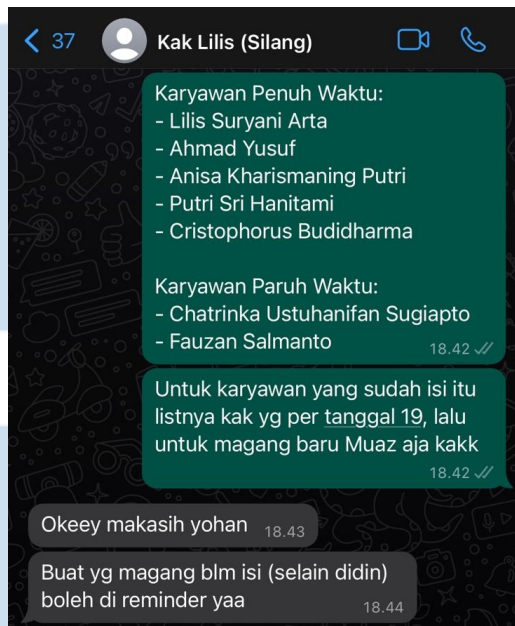 37
Kak Lilis (Silang)
Karyawan Penuh Waktu:
- Lilis Suryani Arta
- Ahmad Yusuf
- Anisa Kharismaning Putri
- Putri Sri Hanitami
- Cristophorus Budidharma
Karyawan Paruh Waktu:
- Chatrinka Ustuhanifan Sugiapto
- Fauzan Salmanto
18.42
Untuk karyawan yang sudah isi itu
listnya kak yg per tanggal 19, lalu
untuk magang baru Muaz aja kakk
18.42
Okeey makasih yohan 18.43
Buat yg magang blm isi (selain didin)
boleh di reminder yaa 18.44